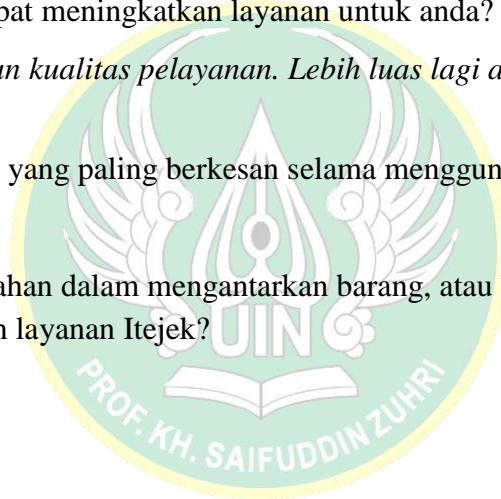 pat meningkatkan layanan untuk anda?
n kualitas pelayanan. Lebih luas lagi a
yang paling berkesan selama menggun
ahan dalam mengantarkan barang, atau
n layanan Itejek?
UIN
PROF. KH. SAIFUDDIN ZUHRI